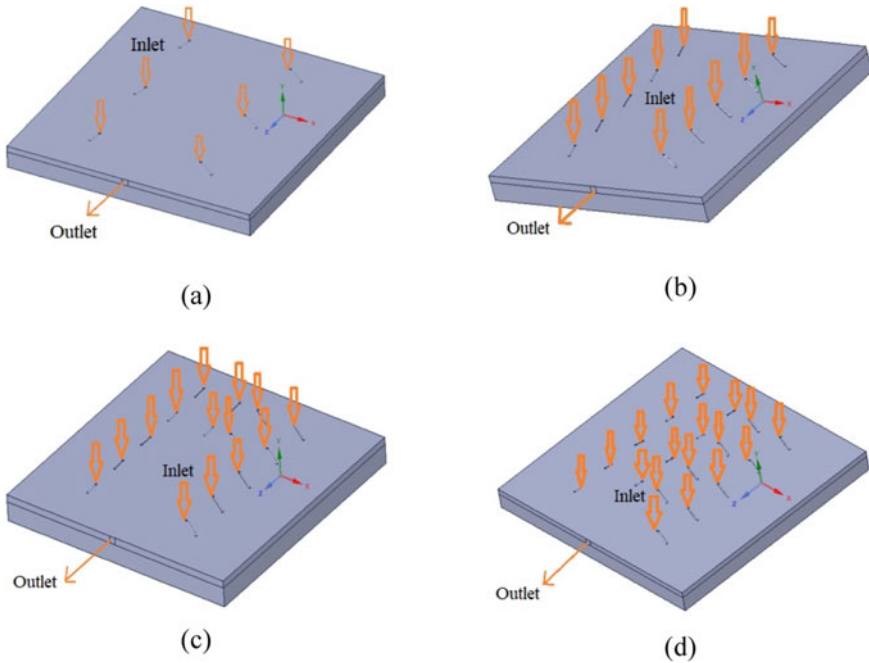 Inlet
Y
X
Z
Outlet
(a)
Inlet
Y
X
Z
Outlet
(b)
Inlet
Y
X
Z
Outlet
(c)
Inlet
Y
X
Z
Outlet
(d)